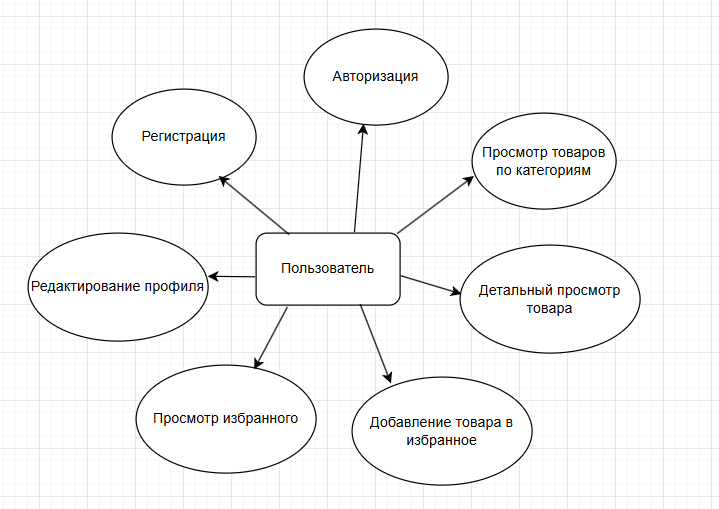 Авторизация
Регистрация
Просмотр товаров
по категориям
Пользователь
Редактирование профиля
Детальный просмотр
товара
Просмотр избранного
Добавление товара в
избранное